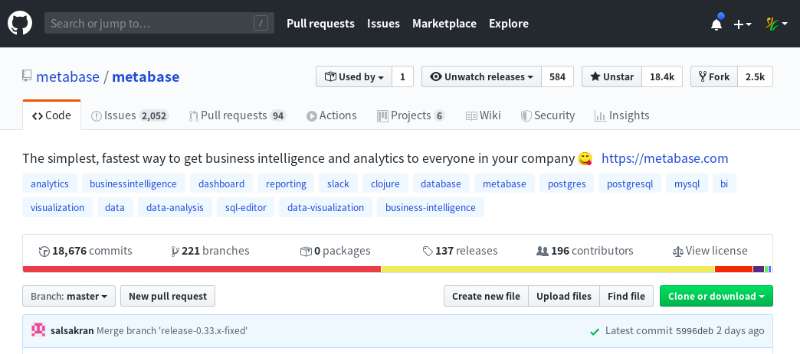 Search or jump to… / Pull requests Issues Marketplace Explore
metabase / metabase Used by 1 Unwatch releases 584 Unstar 18.4k Fork 2.5k
Code Issues 2,052 Pull requests 94 Actions Projects 6 Wiki Security Insights
The simplest, fastest way to get business intelligence and analytics to everyone in your company 😋 https://metabase.com
analytics businessintelligence dashboard reporting slack clojure database metabase postgres postgresql mysql bi
visualization data data-analysis sql-editor data-visualization business-intelligence
18,676 commits 221 branches 0 packages 137 releases 196 contributors View license
Branch: master New pull request Create new file Upload files Find file Clone or download
salsakran Merge branch 'release-0.33.x-fixed' Latest commit 5996deb 2 days ago